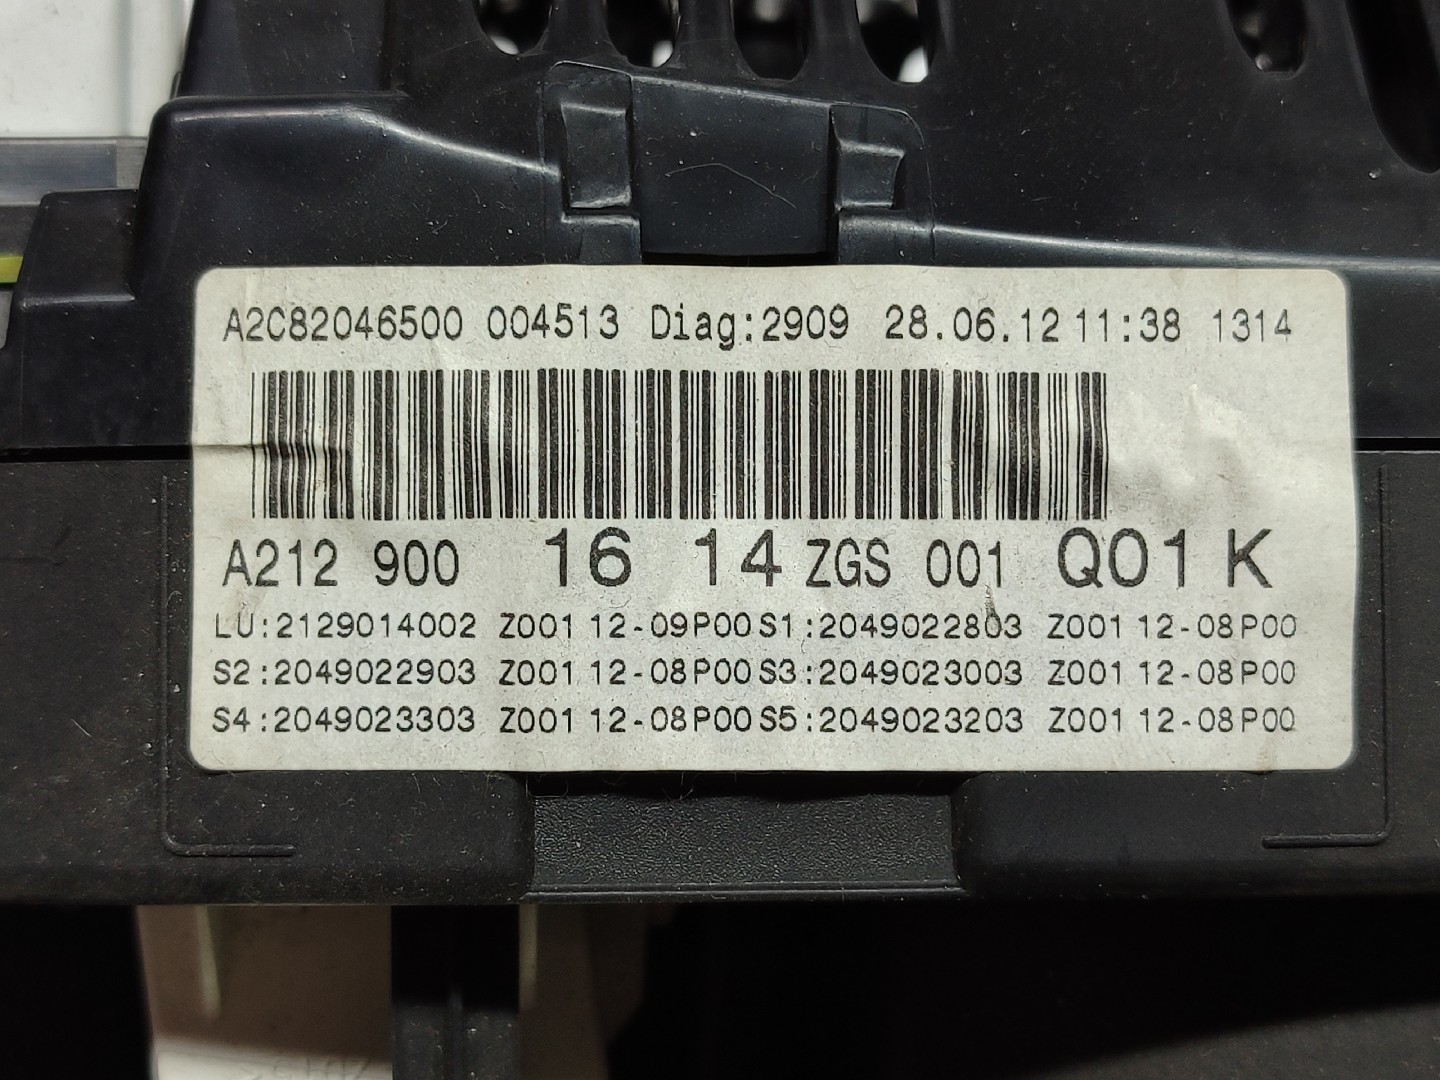 A2C82046500 004513 Diag:2909 28.06.12 11:38 1314
A212 900 16 14 ZGS 001 Q01 K
LU:2129014002 Z001 12-09P00 S1:2049022803 Z001 12-08P00
S2:2049022903 Z001 12-08P00 S3:2049023003 Z001 12-08P00
S4:2049023303 Z001 12-08P00 S5:2049023203 Z001 12-08P00